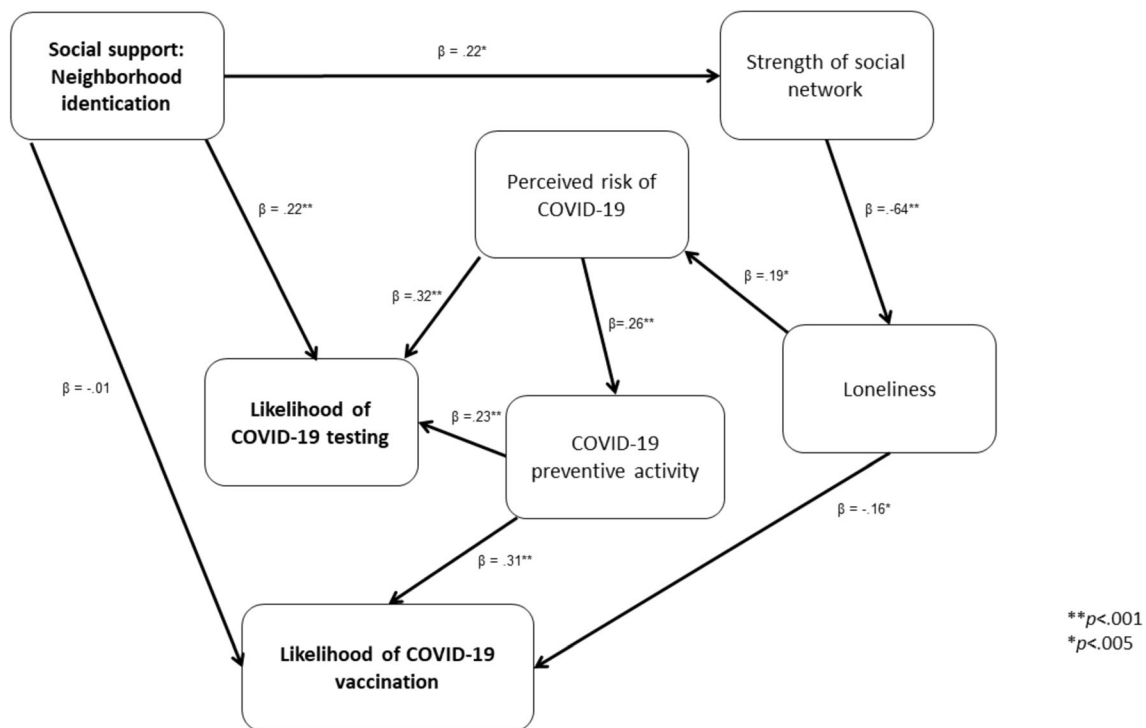 Social support:
Neighborhood
identication
β = .22*
Strength of social
network
Perceived risk of
COVID-19
β = .22**
β =.-64**
β =.19*
β =.32**
β=.26**
Loneliness
β = -.01
Likelihood of
COVID-19 testing
β =.23**
COVID-19
preventive activity
β = -.16*
β = .31**
Likelihood of COVID-19
vaccination
**p<.001
*p<.005